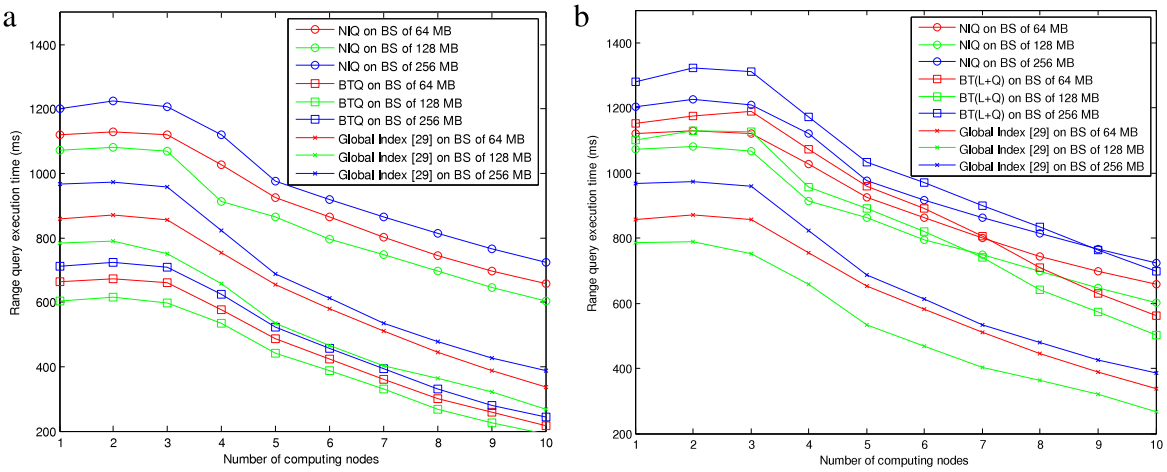 a
1400
1200
1000
800
600
400
200
1 2 3 4 5 6 7 8 9 10
Range query execution time (ms)
Number of computing nodes
NIQ on BS of 64 MB
NIQ on BS of 128 MB
NIQ on BS of 256 MB
BTQ on BS of 64 MB
BTQ on BS of 128 MB
BTQ on BS of 256 MB
Global Index [29] on BS of 64 MB
Global Index [29] on BS of 128 MB
Global Index [29] on BS of 256 MB
b
1400
1200
1000
800
600
400
200
1 2 3 4 5 6 7 8 9 10
Range query execution time (ms)
Number of computing nodes
NIQ on BS of 64 MB
NIQ on BS of 128 MB
NIQ on BS of 256 MB
BT(L+Q) on BS of 64 MB
BT(L+Q) on BS of 128 MB
BT(L+Q) on BS of 256 MB
Global Index [29] on BS of 64 MB
Global Index [29] on BS of 128 MB
Global Index [29] on BS of 256 MB